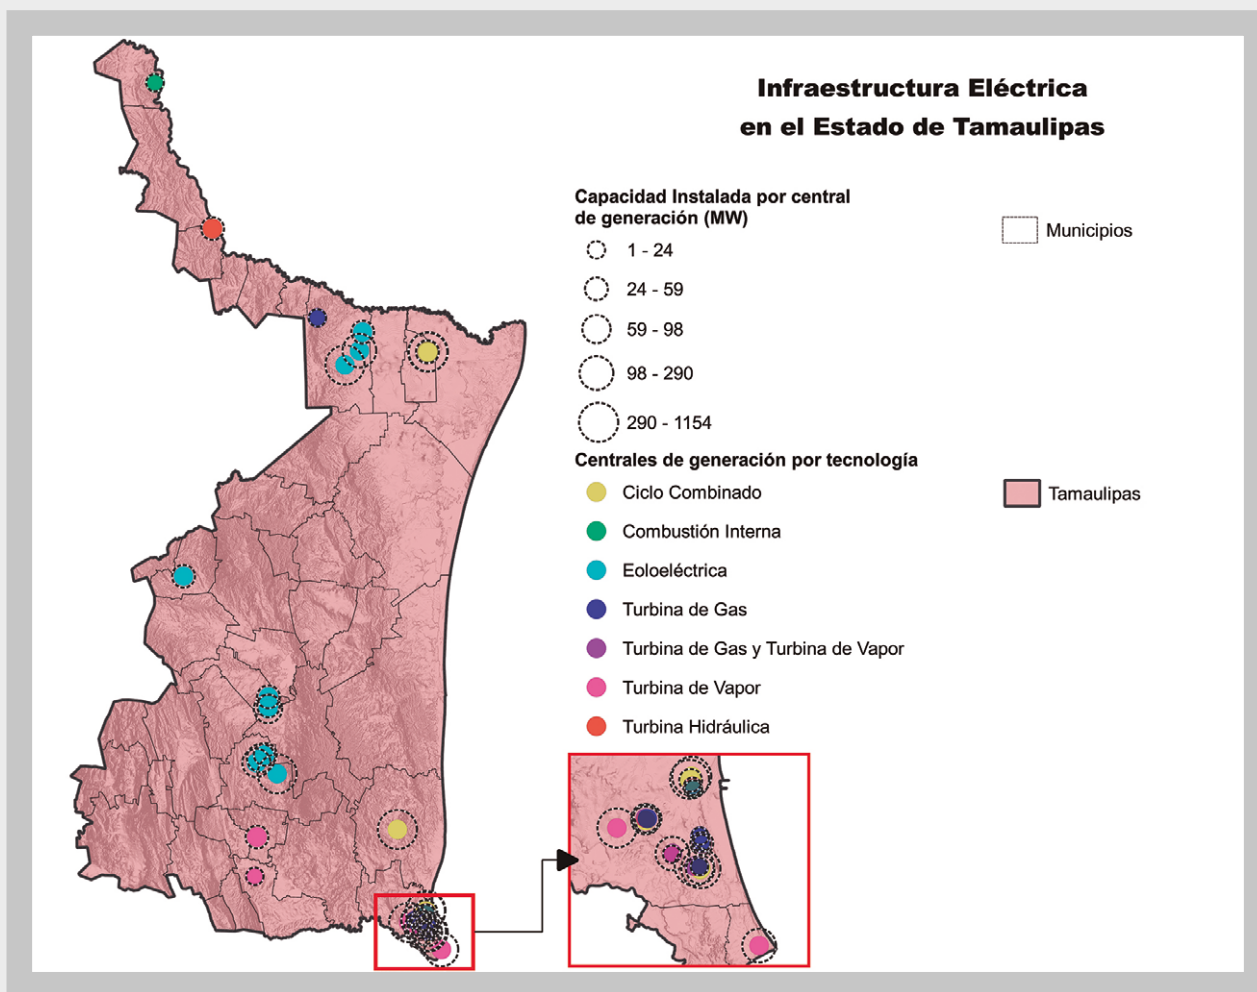 Infraestructura Eléctrica
en el Estado de Tamaulipas
Capacidad Instalada por central
de generación (MW)
1 - 24
24 - 59
59 - 98
98 - 290
290 - 1154
Municipios
Centrales de generación por tecnología
Ciclo Combinado
Combustión Interna
Eoloeléctrica
Turbina de Gas
Turbina de Gas y Turbina de Vapor
Turbina de Vapor
Turbina Hidráulica
Tamaulipas